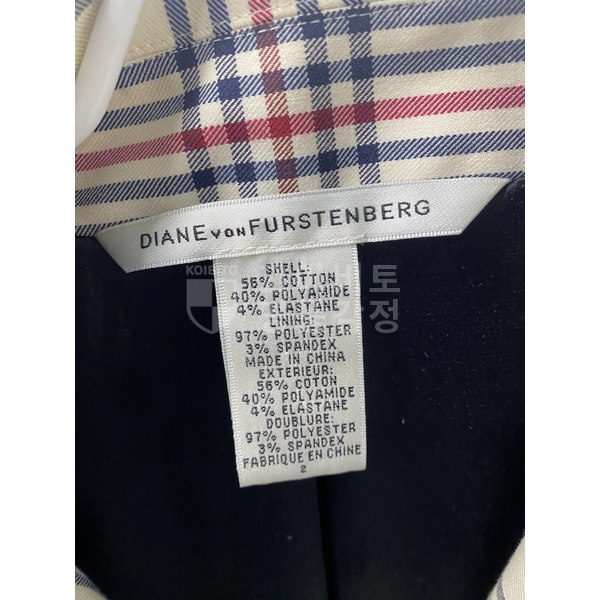 DIANE VON FURSTENBERG
SHELL:
56% COTTON
40% POLYAMIDE
4% ELASTANE
LINING:
97% POLYESTER
3% SPANDEX
MADE IN CHINA
EXTERIEUR:
56% COTON
40% POLYAMIDE
4% ELASTANE
DOUBLURE:
97% POLYESTER
3% SPANDEX
FABRIQUE EN CHINE
2